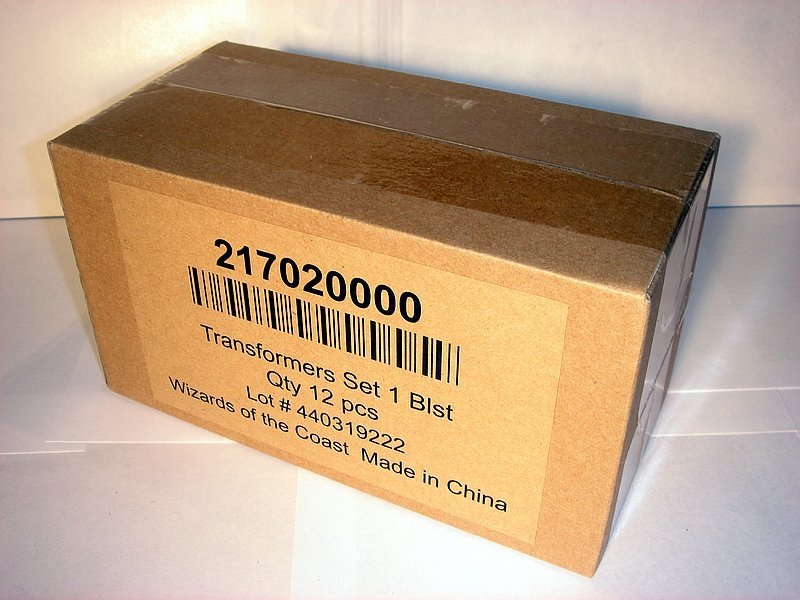 217020000
Transformers Set 1 Blst
Qty 12 pcs
Lot # 440319222
Wizards of the Coast Made in China